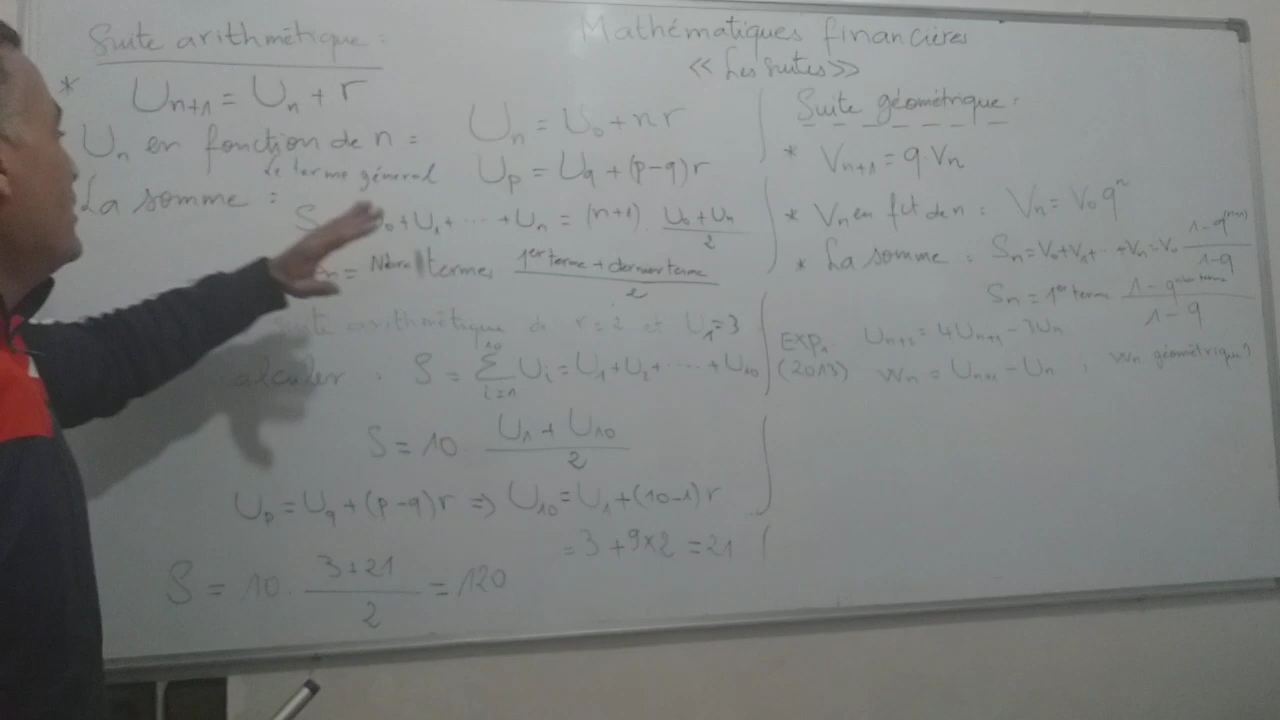 Mathématiques financières
<< Les suites >>
Suite arithmétique :
* Un+1 = Un + r
Un en fonction de n = Un = U0 + nr
le terme général Up = Uq + (p-q)r
La somme :
U1 + ... + Un = (n+1) . (U0 + Un)/2
n = termes (1er terme + dernier terme)/2
arithmétique de r = 2 et U1 = 3
calculer . S = Σ Ui = U1 + U2 + ..... + U10
S = 10 (U1 + U10)/2
Up = Uq + (p-q)r => U10 = U1 + (10-1)r
= 3 + 9x2 = 21
S = 10 . (3+21)/2 = 120
Suite géométrique :
* Vn+1 = q Vn
* Vn en fct de n : Vn = V0 q^n
* La somme : Sn = V0 + V1 + .. + Vn = V0 (1 - q^(n+1))/(1 - q)
Sn = 1er terme (1 - q)/(1 - q)
EXP1 Un+2 = 4Un+1 - 3Un
(2013) Wn = Un+1 - Un , Wn géométrique ?